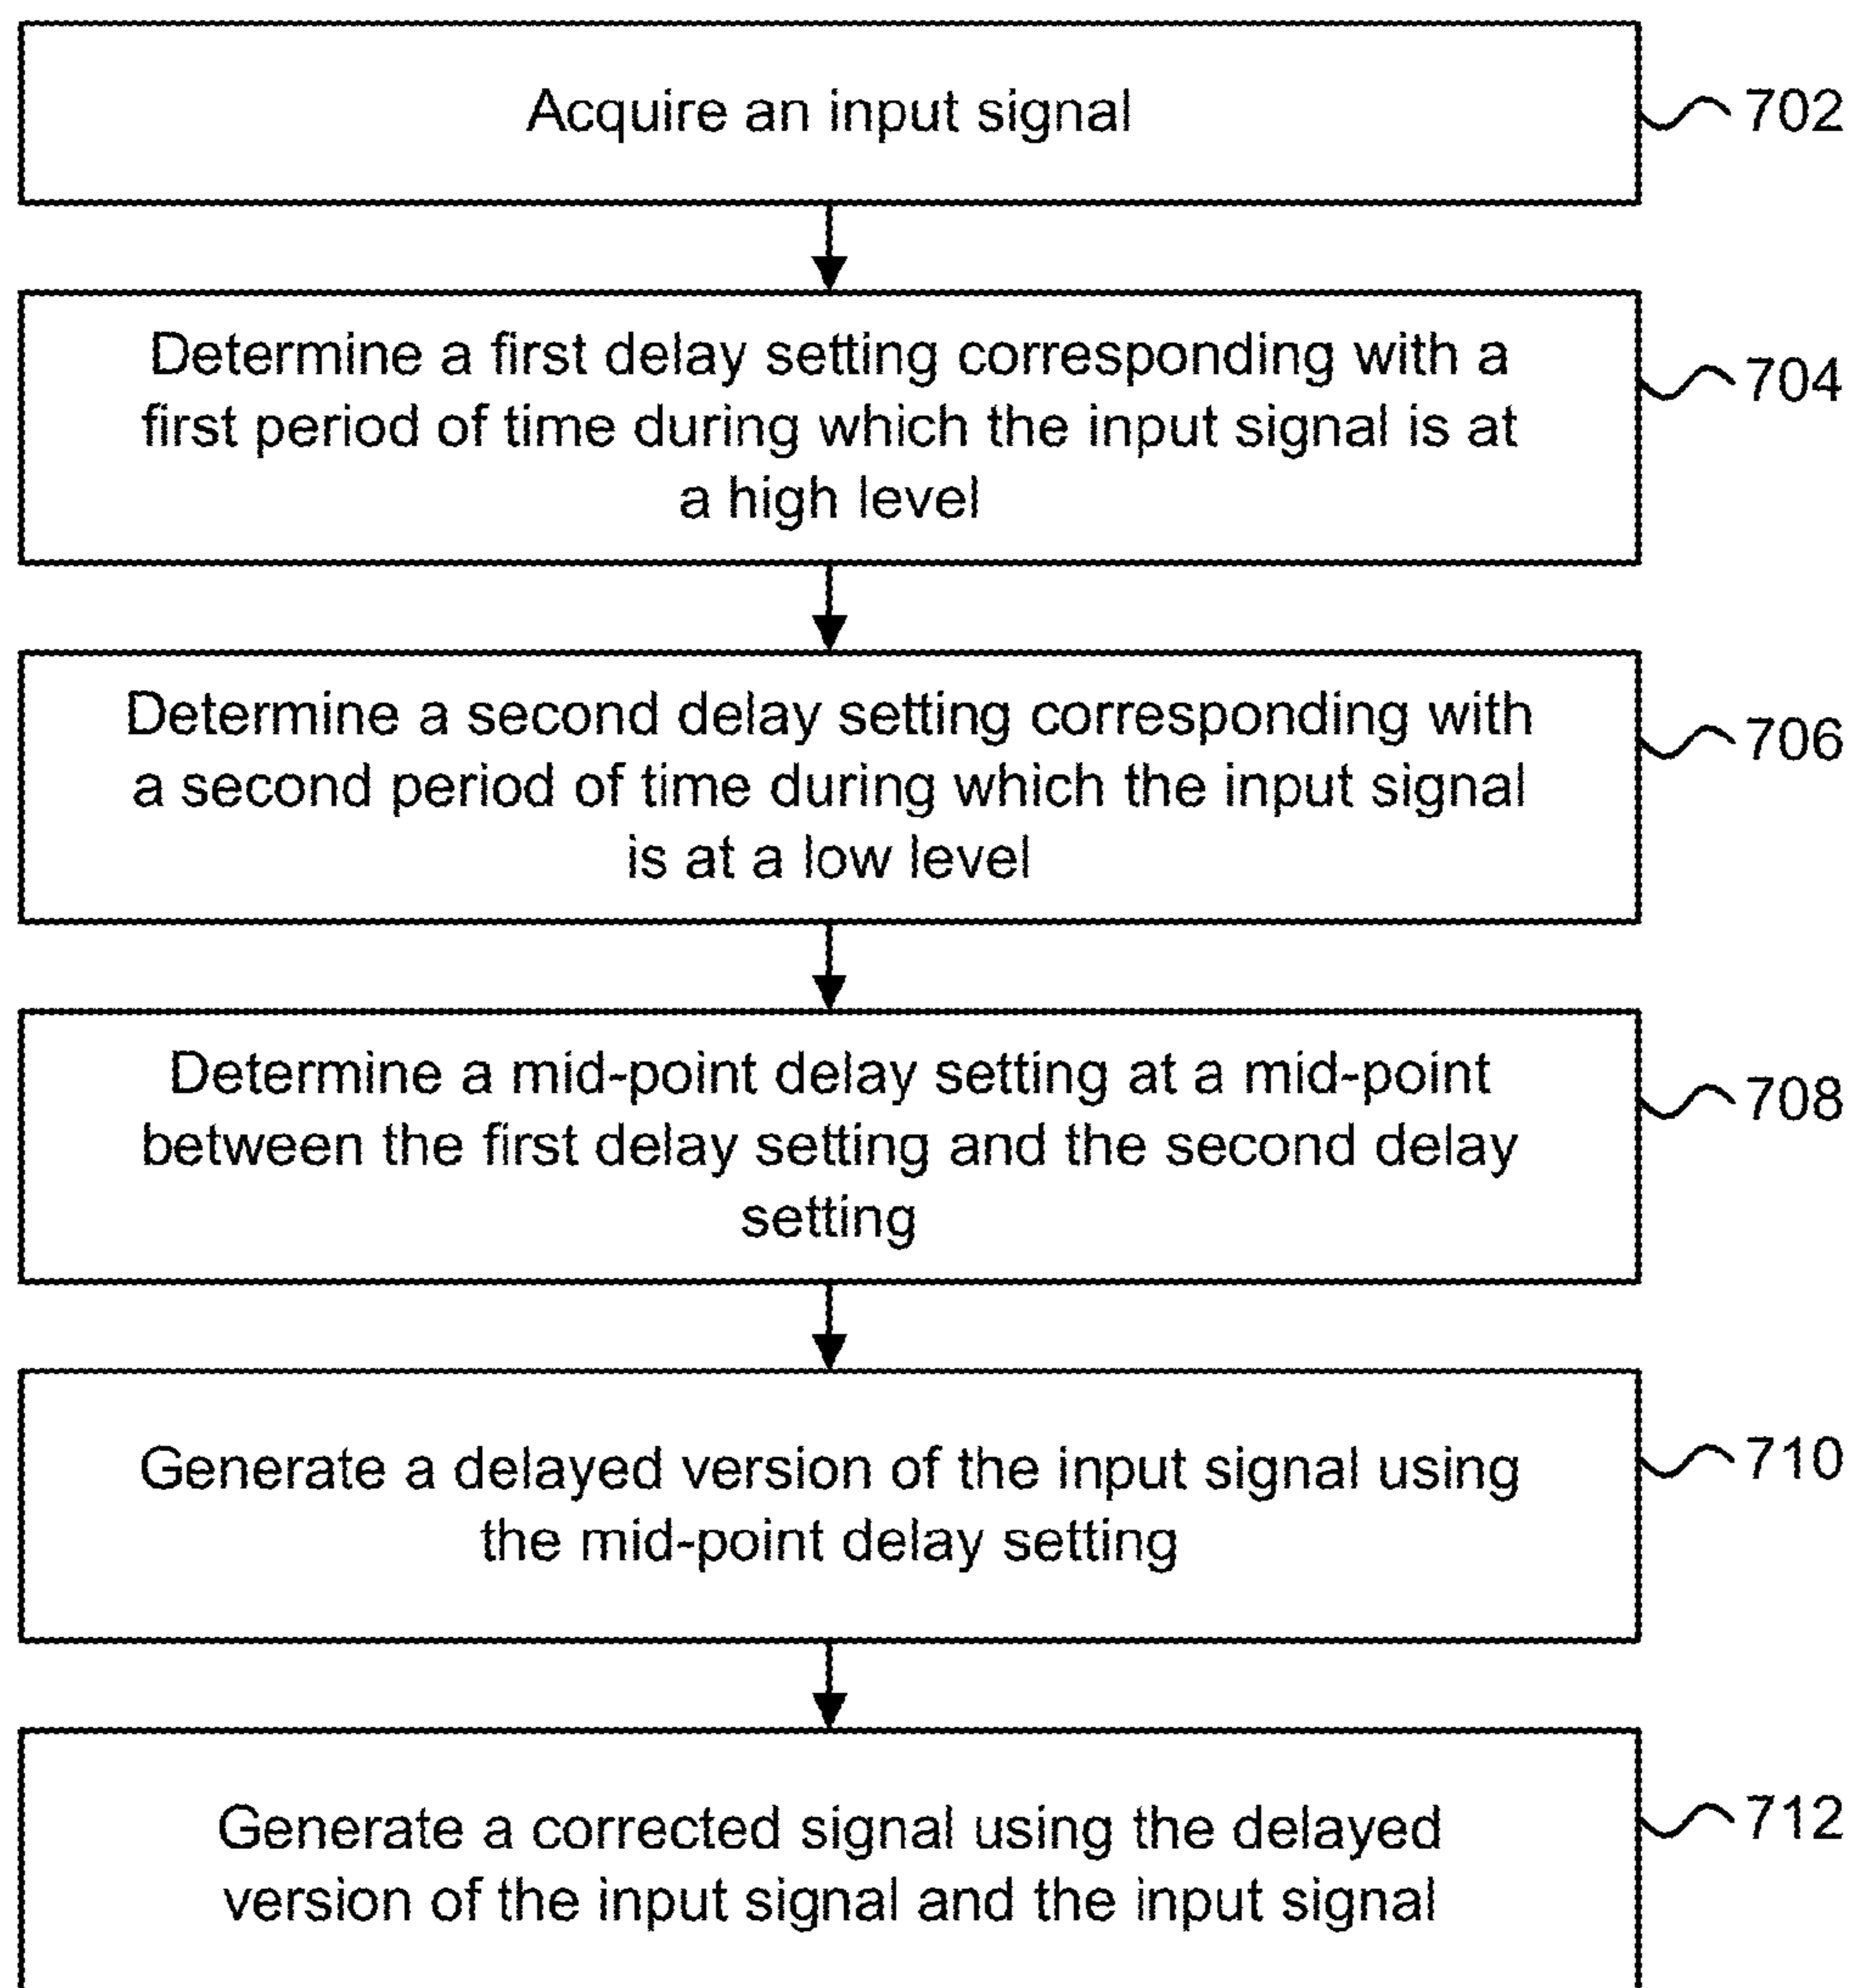 Acquire an input signal
702
Determine a first delay setting corresponding with a
first period of time during which the input signal is at
a high level
704
Determine a second delay setting corresponding with
a second period of time during which the input signal
is at a low level
706
Determine a mid-point delay setting at a mid-point
between the first delay setting and the second delay
setting
708
Generate a delayed version of the input signal using
the mid-point delay setting
710
Generate a corrected signal using the delayed
version of the input signal and the input signal
712